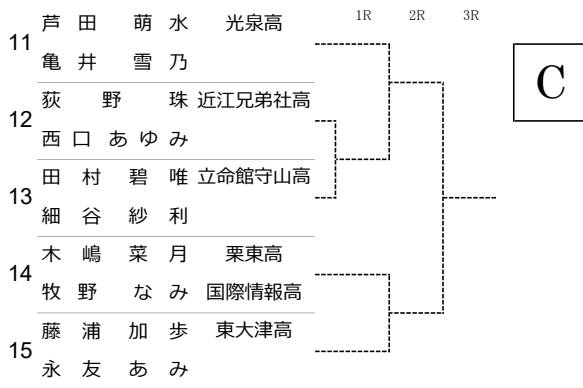 1R 2R 3R
C
11 芦田 萌水 光泉高
亀井 雪乃
12 荻野 珠 近江兄弟社高
西口あゆみ
13 田村碧唯 立命館守山高
細谷紗利
14 木嶋菜月 栗東高
牧野 なみ 国際情報高
15 藤浦加歩 東大津高
永友あみ